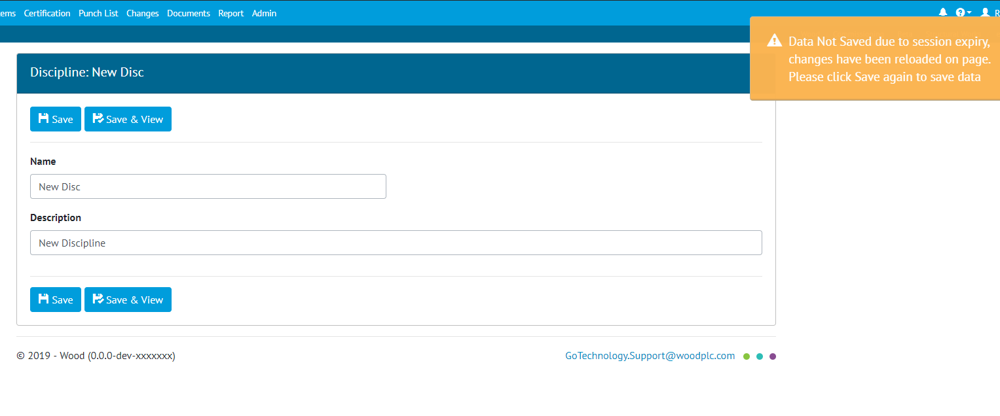 Certification Punch List Changes Documents Report Admin
Data Not Saved due to session expiry,
changes have been reloaded on page.
Please click Save again to save data
Discipline: New Disc
Save Save & View
Name
New Disc
Description
New Discipline
Save Save & View
© 2019 - Wood (0.0.0-dev-xxxxxxx) GoTechnology.Support@woodplc.com